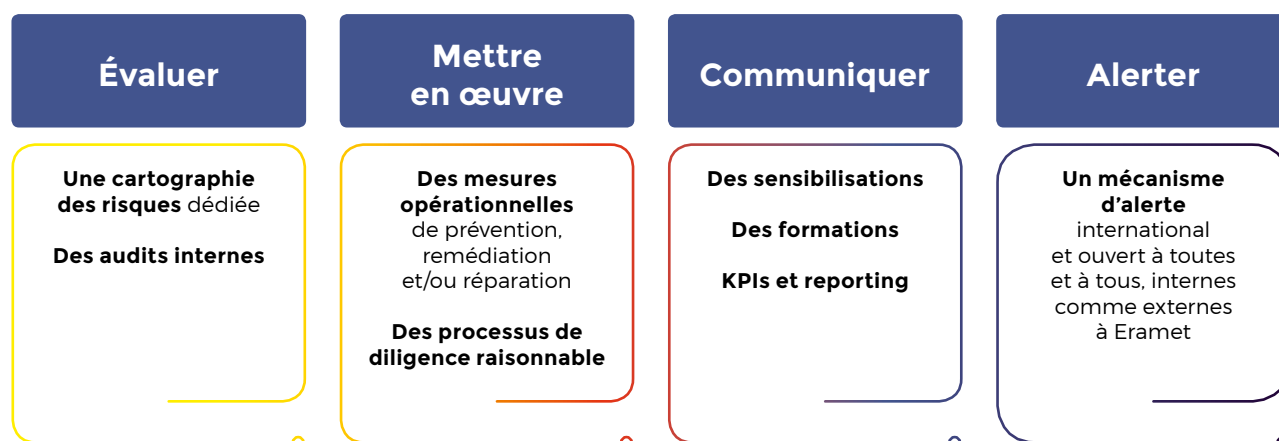 Évaluer
Une cartographie
des risques dédiée
Des audits internes
Mettre
en œuvre
Des mesures
opérationnelles
de prévention,
remédiation
et/ou réparation
Des processus de
diligence raisonnable
Communiquer
Des sensibilisations
Des formations
KPIs et reporting
Alerter
Un mécanisme
d’alerte
international
et ouvert à toutes
et à tous, internes
comme externes
à Eramet